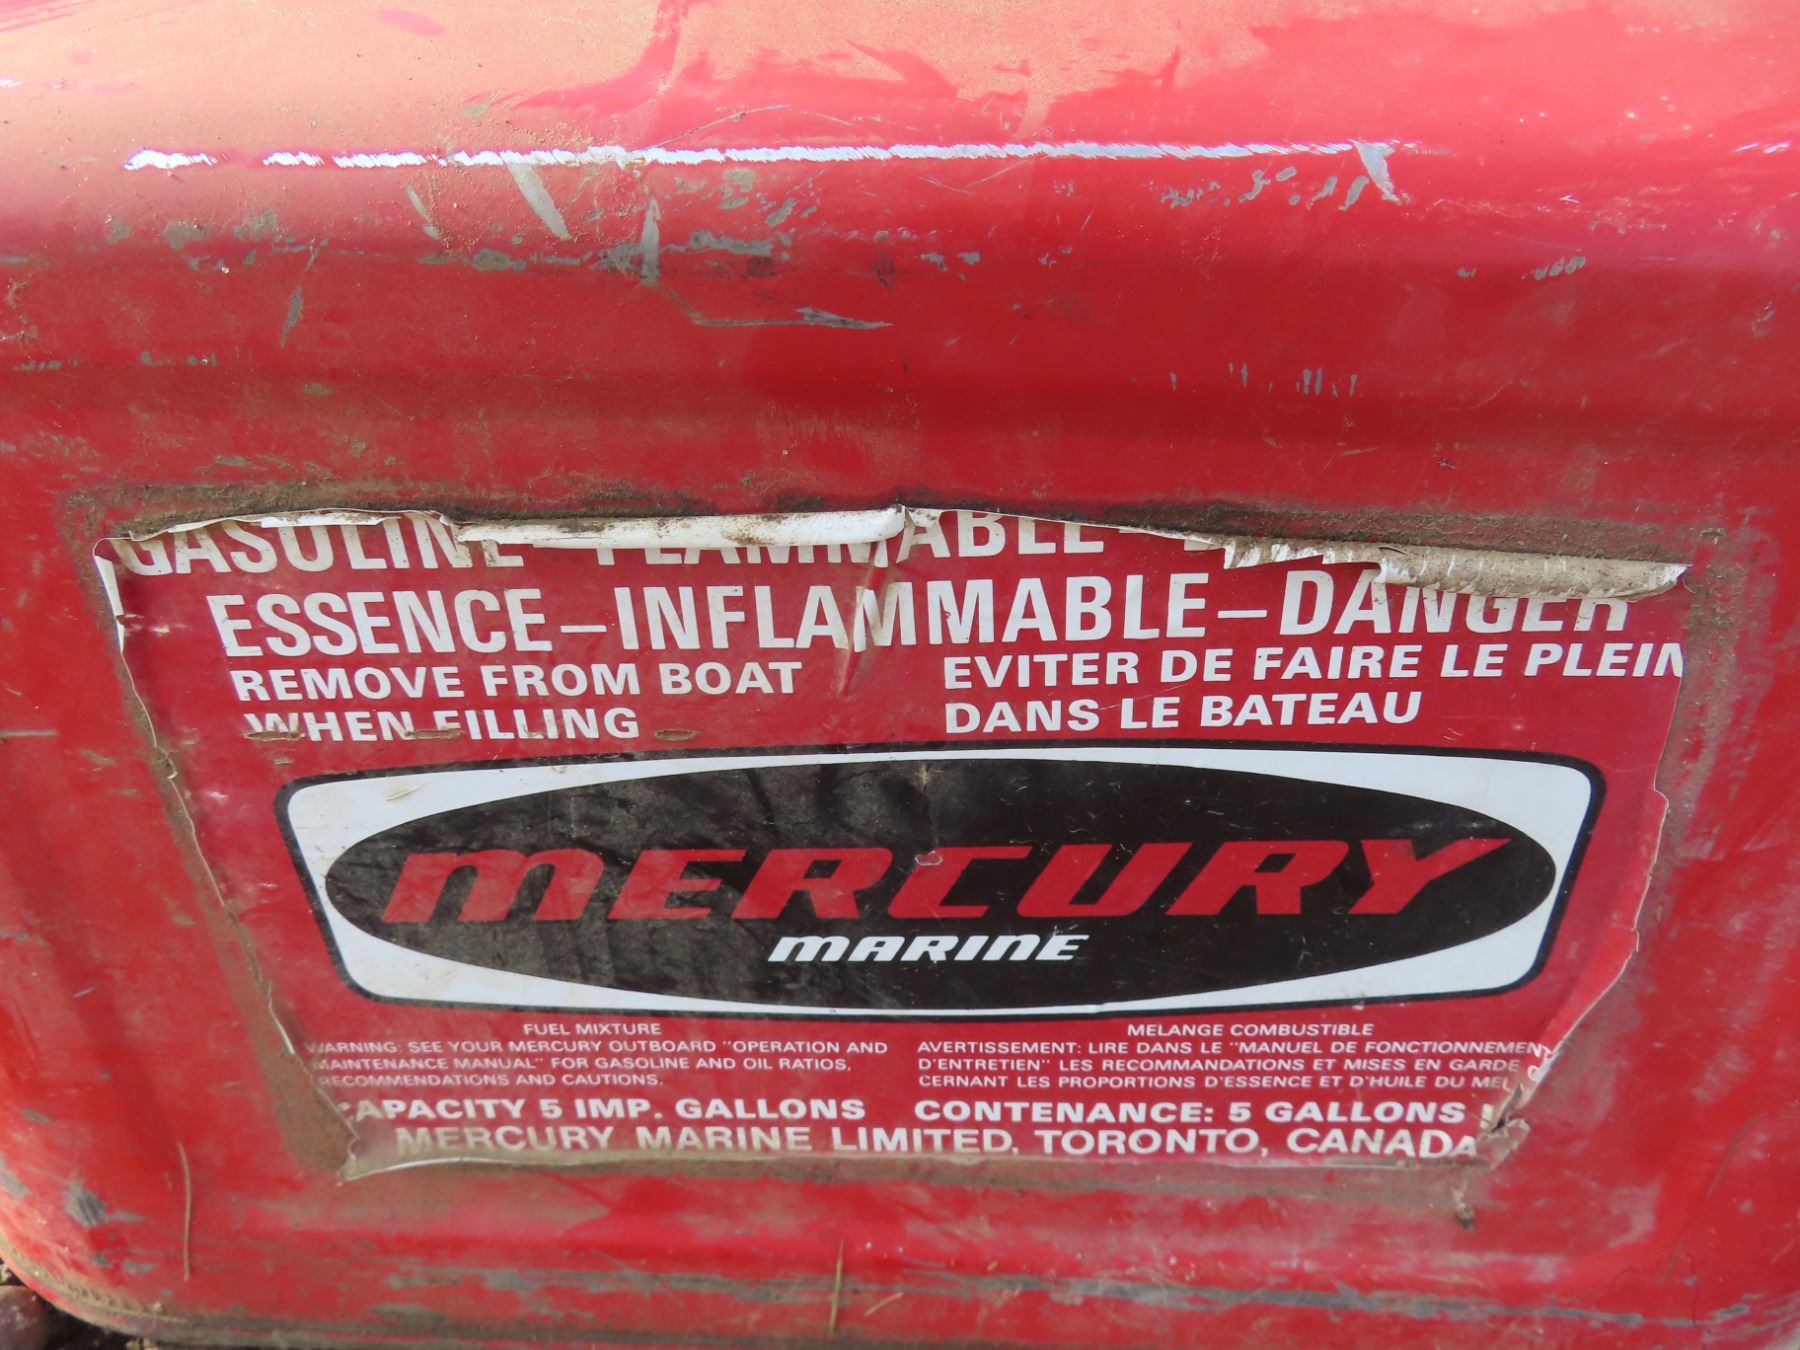 GASOLINE - FLAMMABLE -
ESSENCE – INFLAMMABLE – DANGER
REMOVE FROM BOAT
WHEN FILLING
EVITER DE FAIRE LE PLEIN
DANS LE BATEAU
MERCURY
MARINE
FUEL MIXTURE
WARNING: SEE YOUR MERCURY OUTBOARD "OPERATION AND
MAINTENANCE MANUAL" FOR GASOLINE AND OIL RATIOS,
RECOMMENDATIONS AND CAUTIONS.
MELANGE COMBUSTIBLE
AVERTISSEMENT: LIRE DANS LE "MANUEL DE FONCTIONNEMEN
D'ENTRETIEN" LES RECOMMANDATIONS ET MISES EN GARDE
CERNANT LES PROPORTIONS D'ESSENCE ET D'HUILE DU
CAPACITY 5 IMP. GALLONS
CONTENANCE: 5 GALLONS
MERCURY MARINE LIMITED, TORONTO, CANADA